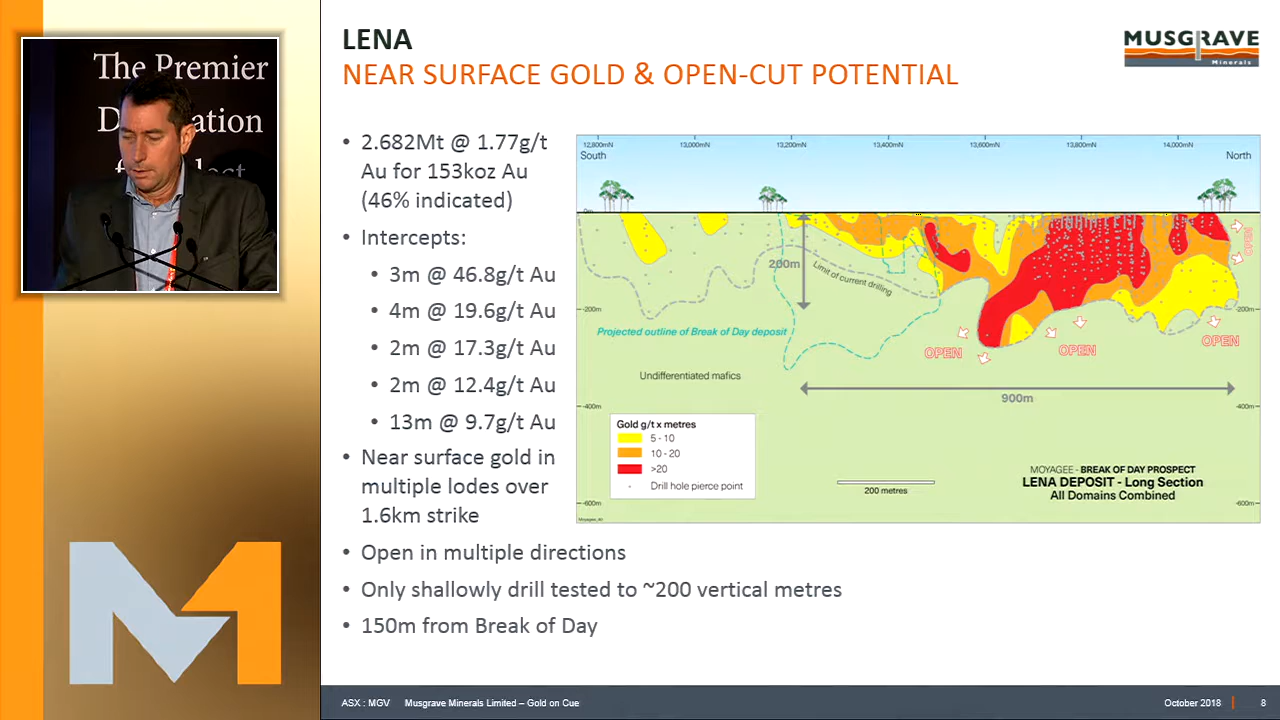 The Premier
LENA
NEAR SURFACE GOLD & OPEN-CUT POTENTIAL
MUSGRAVE
Minerals
• 2.682Mt @ 1.77g/t
Au for 153koz Au
(46% indicated)
• Intercepts:
• 3m @ 46.8g/t Au
• 4m @ 19.6g/t Au
• 2m @ 17.3g/t Au
• 2m @ 12.4g/t Au
• 13m @ 9.7g/t Au
• Near surface gold in
multiple lodes over
1.6km strike
• Open in multiple directions
• Only shallowly drill tested to ~200 vertical metres
• 150m from Break of Day
12,800mN 13,000mN 13,200mN 13,400mN 13,600mN 13,800mN 14,000mN
South North
0m
200m
Limit of current drilling
OPEN
-200m -200m
Projected outline of Break of Day deposit
OPEN OPEN OPEN
Undifferentiated mafics
900m
-400m -400m
Gold g/t x metres
5 - 10
10 - 20
>20
Drill hole pierce point
200 metres
MOYAGEE - BREAK OF DAY PROSPECT
LENA DEPOSIT - Long Section
All Domains Combined
-600m -600m
M1
ASX : MGV Musgrave Minerals Limited – Gold on Cue October 2018 8